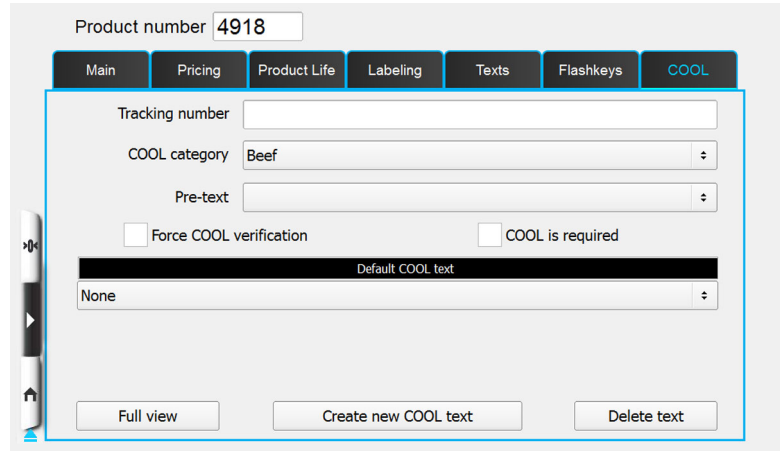 Product number 4918
Main Pricing Product Life Labeling Texts Flashkeys COOL
Tracking number
COOL category Beef
Pre-text
Force COOL verification COOL is required
Default COOL text
None
>0<
Full view Create new COOL text Delete text